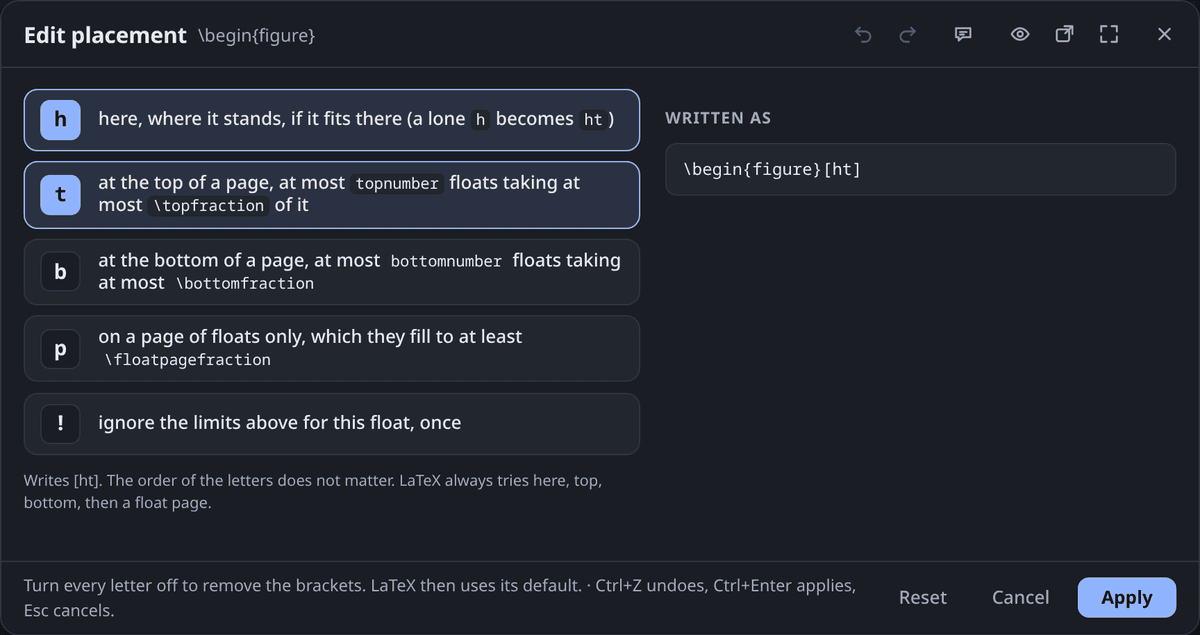 Edit placement \begin{figure}
h here, where it stands, if it fits there (a lone h becomes ht )
t at the top of a page, at most topnumber floats taking at
most \topfraction of it
b at the bottom of a page, at most bottomnumber floats taking
at most \bottomfraction
p on a page of floats only, which they fill to at least
\floatpagefraction
! ignore the limits above for this float, once
Writes [ht]. The order of the letters does not matter. LaTeX always tries here, top,
bottom, then a float page.
WRITTEN AS
\begin{figure}[ht]
Turn every letter off to remove the brackets. LaTeX then uses its default. · Ctrl+Z undoes, Ctrl+Enter applies,
Esc cancels.
Reset Cancel Apply